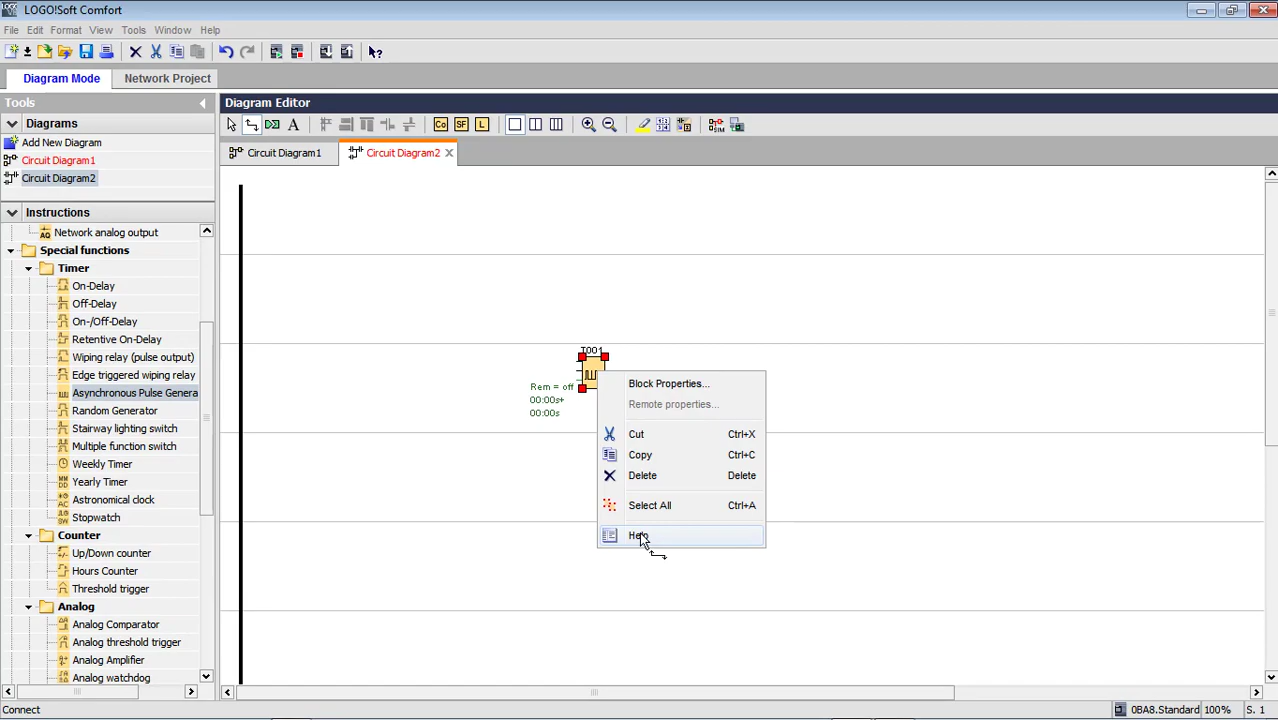 LOGO!Soft Comfort
File Edit Format View Tools Window Help
Diagram Mode Network Project
Tools
Diagrams
Add New Diagram
Circuit Diagram1
Circuit Diagram2
Instructions
Network analog output
Special functions
Timer
On-Delay
Off-Delay
On-/Off-Delay
Retentive On-Delay
Wiping relay (pulse output)
Edge triggered wiping relay
Asynchronous Pulse Genera
Random Generator
Stairway lighting switch
Multiple function switch
Weekly Timer
Yearly Timer
Astronomical clock
Stopwatch
Counter
Up/Down counter
Hours Counter
Threshold trigger
Analog
Analog Comparator
Analog threshold trigger
Analog Amplifier
Analog watchdog
Diagram Editor
A Co SF L
Circuit Diagram1 Circuit Diagram2
T001
Rem = off
00:00s+
00:00s
Block Properties...
Remote properties...
Cut Ctrl+X
Copy Ctrl+C
Delete Delete
Select All Ctrl+A
Help
Connect 0BA8.Standard 100% S. 1